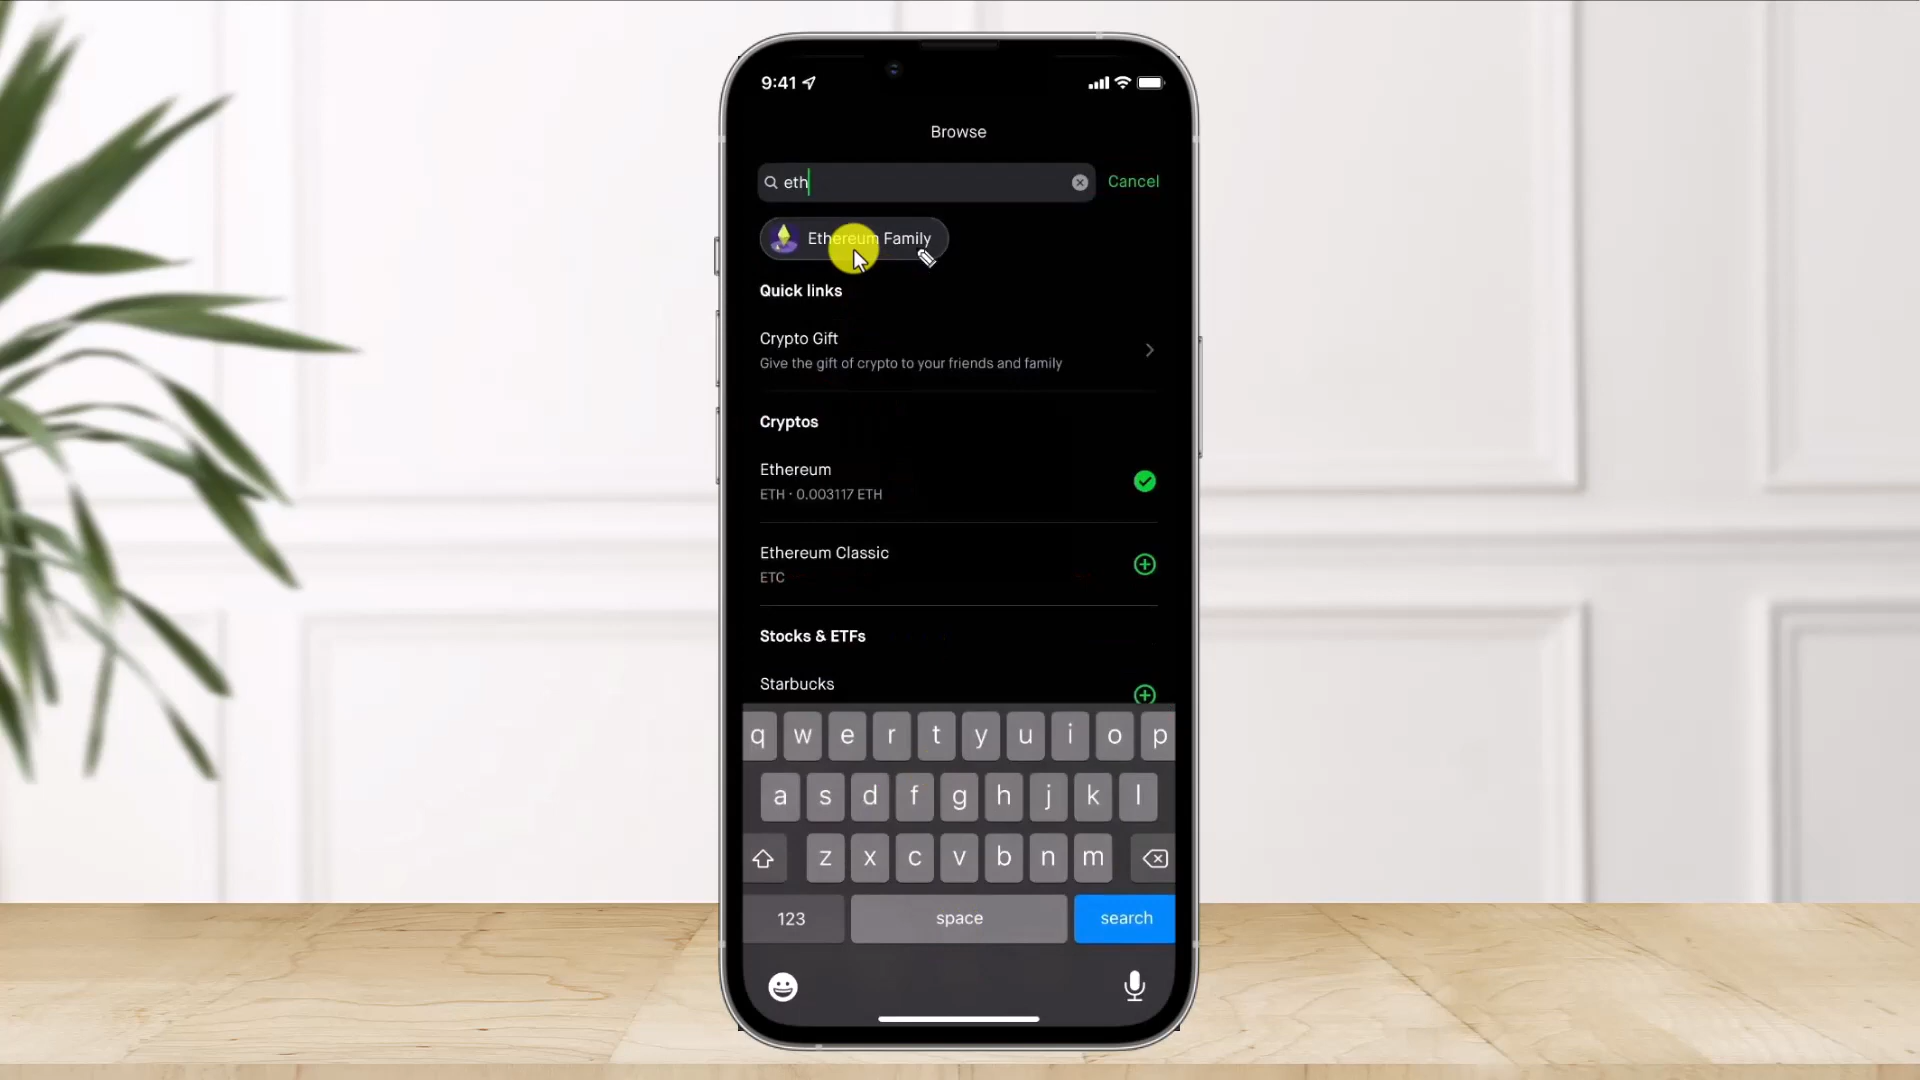 9:41
Browse
eth
Cancel
Ethereum Family
Quick links
Crypto Gift
Give the gift of crypto to your friends and family
Cryptos
Ethereum
ETH · 0.003117 ETH
Ethereum Classic
ETC
Stocks & ETFs
Starbucks
q w e r t y u i o p
a s d f g h j k l
z x c v b n m
123 space search